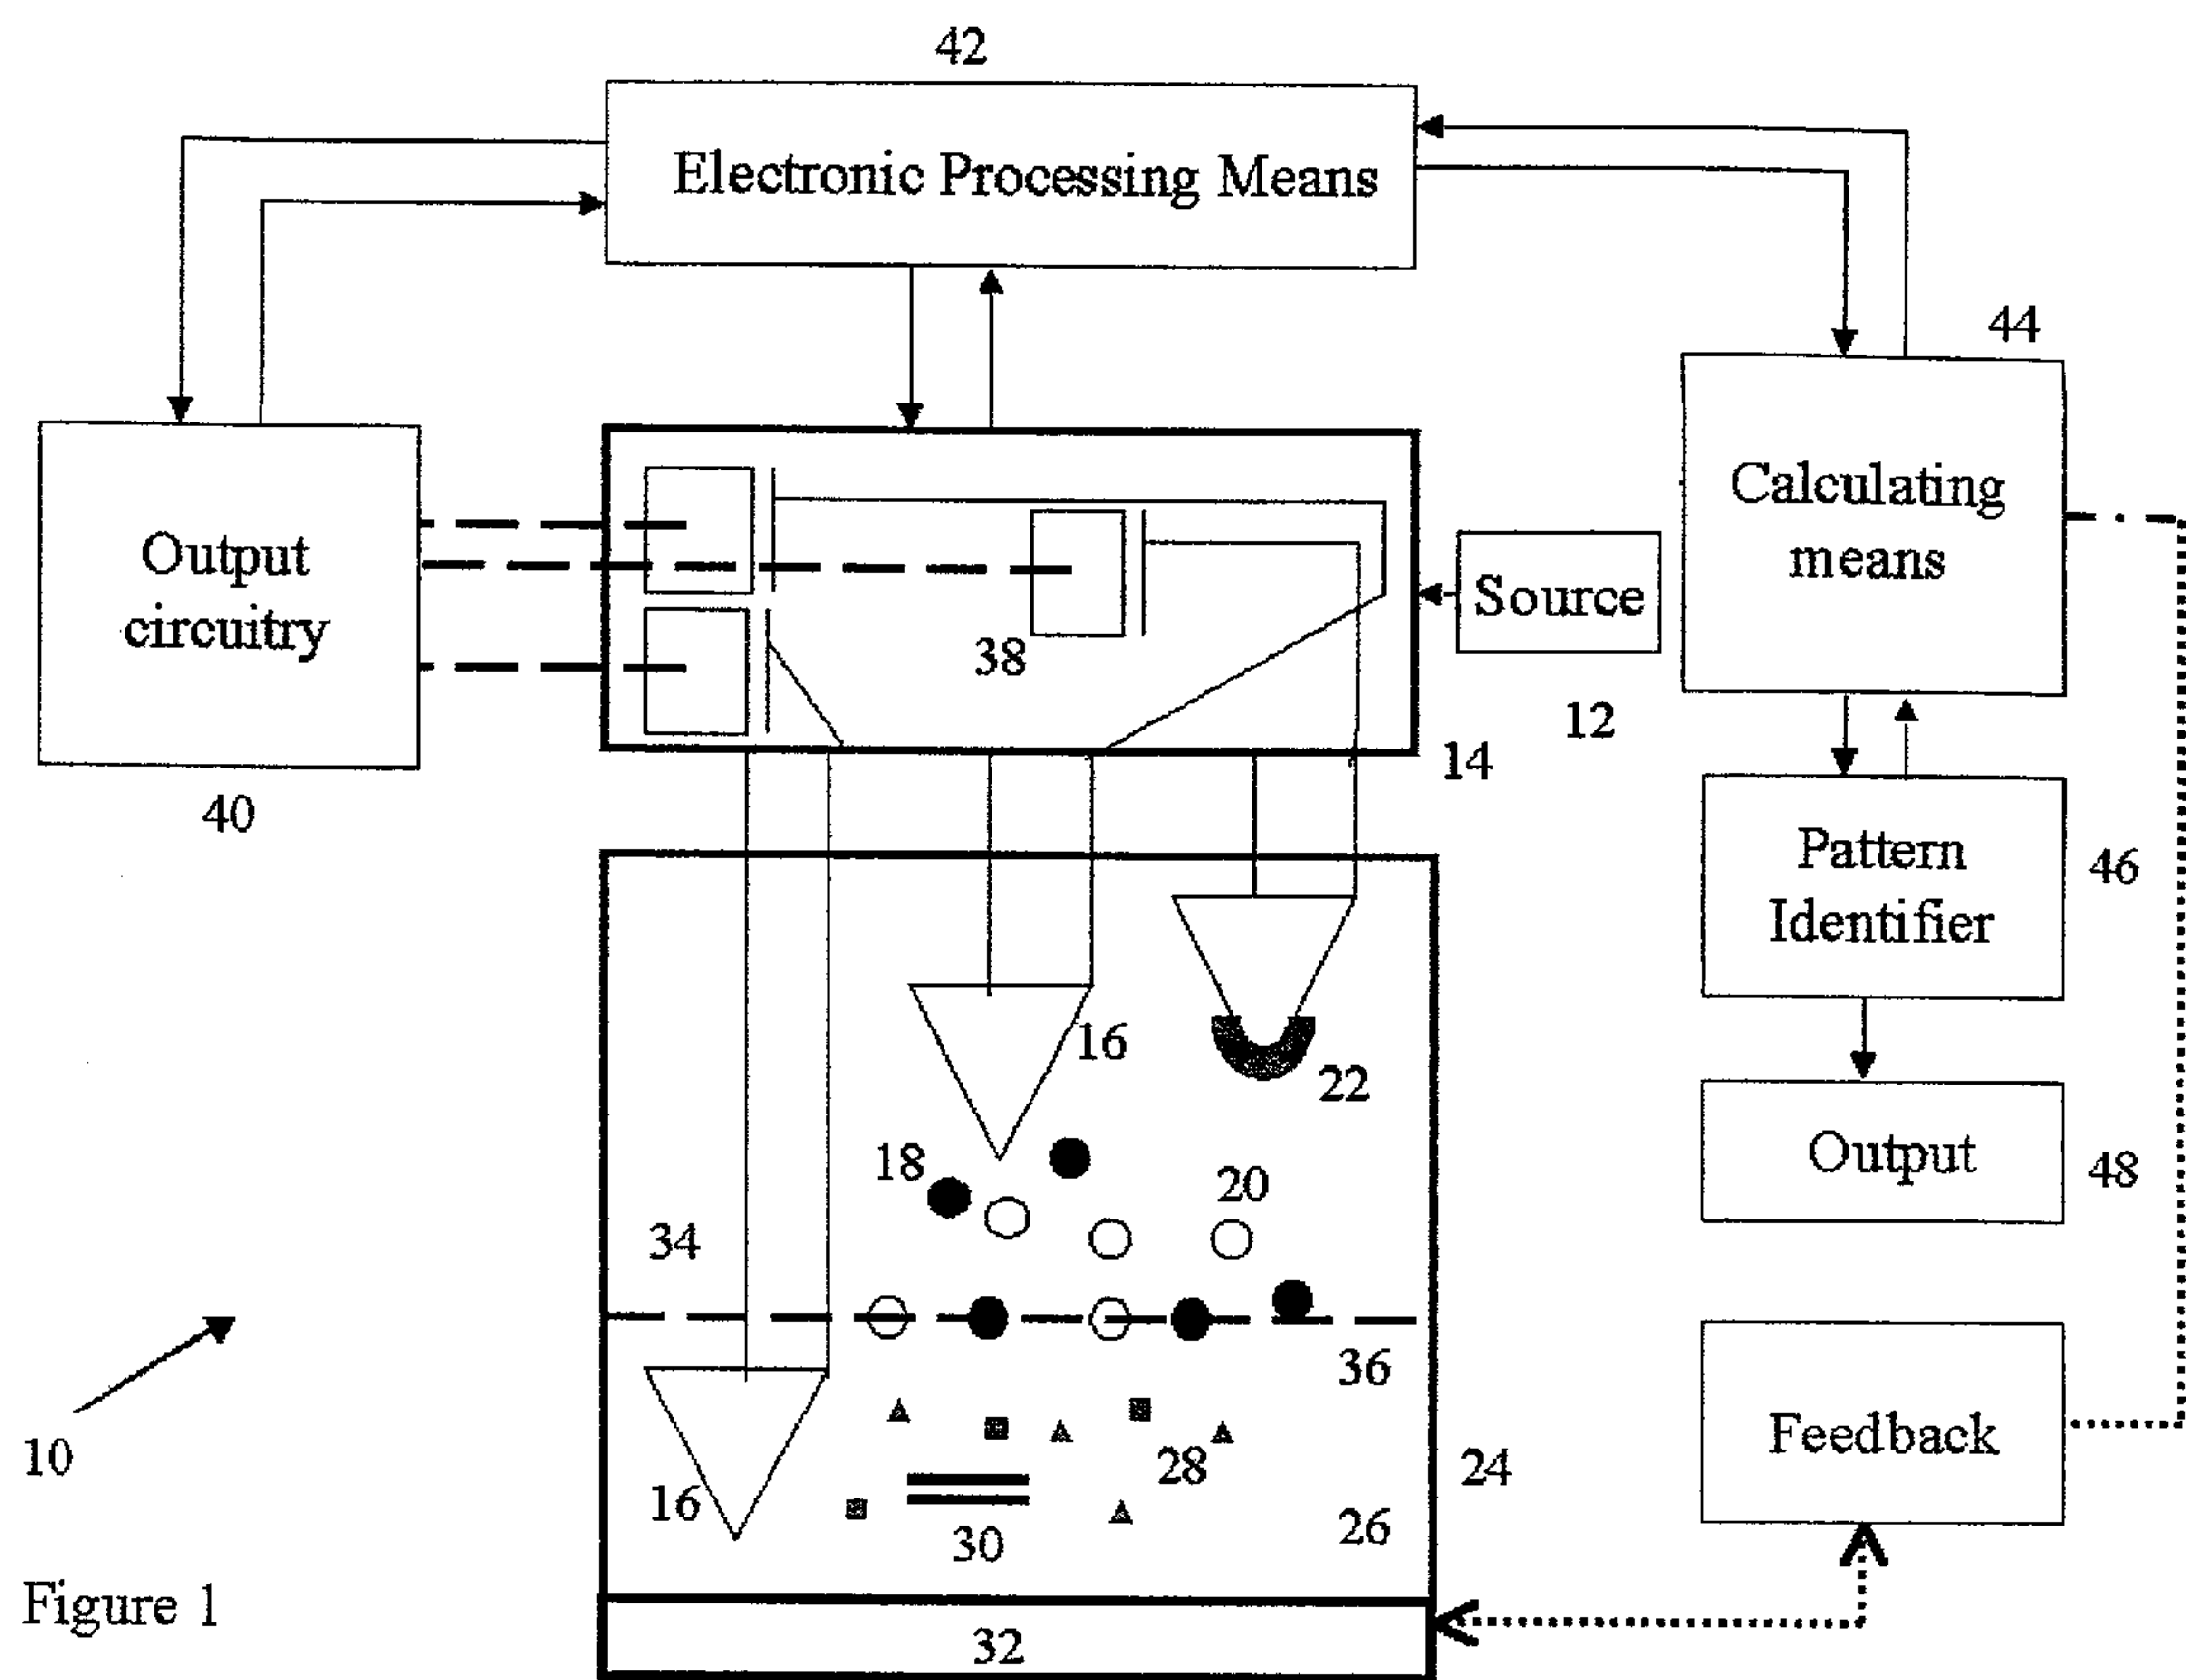 42
Electronic Processing Means
44
Calculating
means
Output
circuitry
Source
38
12
14
40
Pattern
Identifier
46
16
22
18
20
Output
48
34
36
Feedback
28
24
10
16
30
26
Figure 1
32